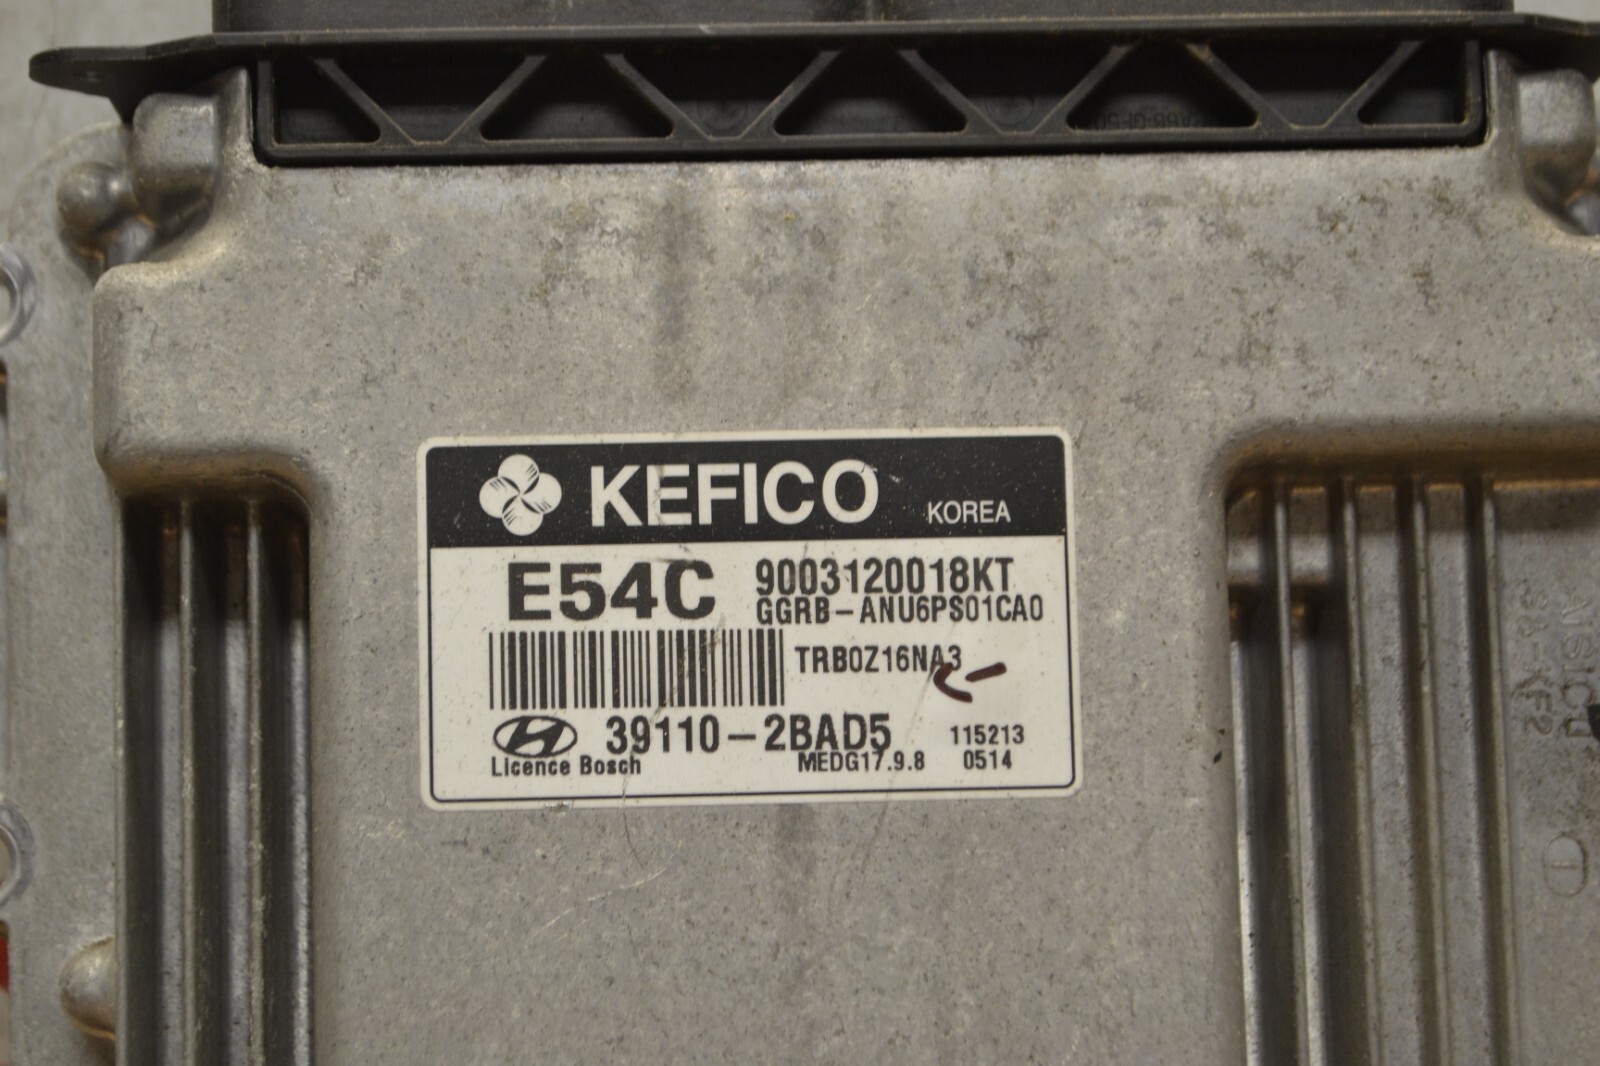 KEFICO KOREA
E54C 9003120018KT
GGRB-ANU6PS01CA0
TRB0Z16NA3
39110-2BAD5 115213
Licence Bosch MEDG17.9.8 0514